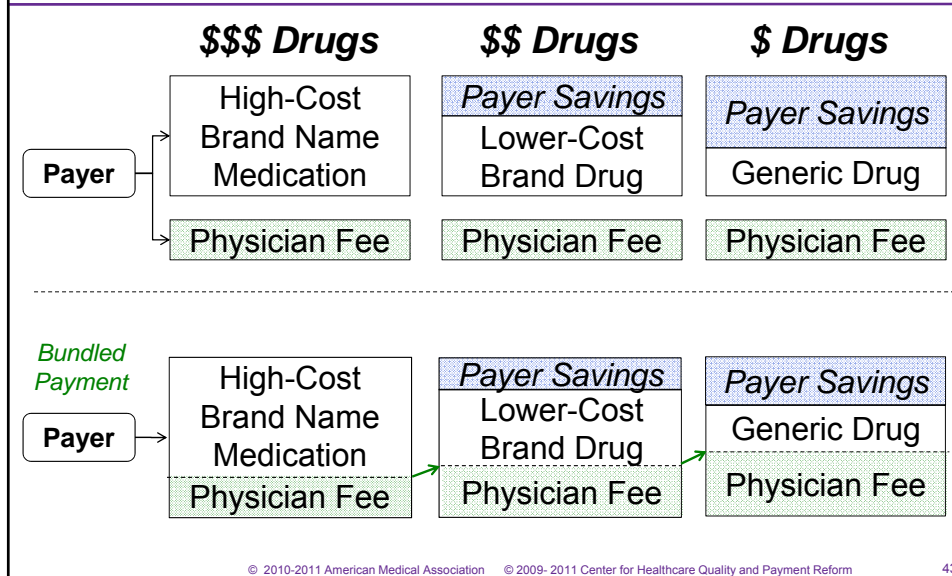 $$$ Drugs $$ Drugs $ Drugs
High-Cost
Brand Name
Medication
Payer Savings
Lower-Cost
Brand Drug
Payer Savings
Generic Drug
Payer
Physician Fee Physician Fee Physician Fee
Bundled
Payment
Payer
High-Cost
Brand Name
Medication
Physician Fee
Payer Savings
Lower-Cost
Brand Drug
Physician Fee
Payer Savings
Generic Drug
Physician Fee
© 2010-2011 American Medical Association © 2009- 2011 Center for Healthcare Quality and Payment Reform